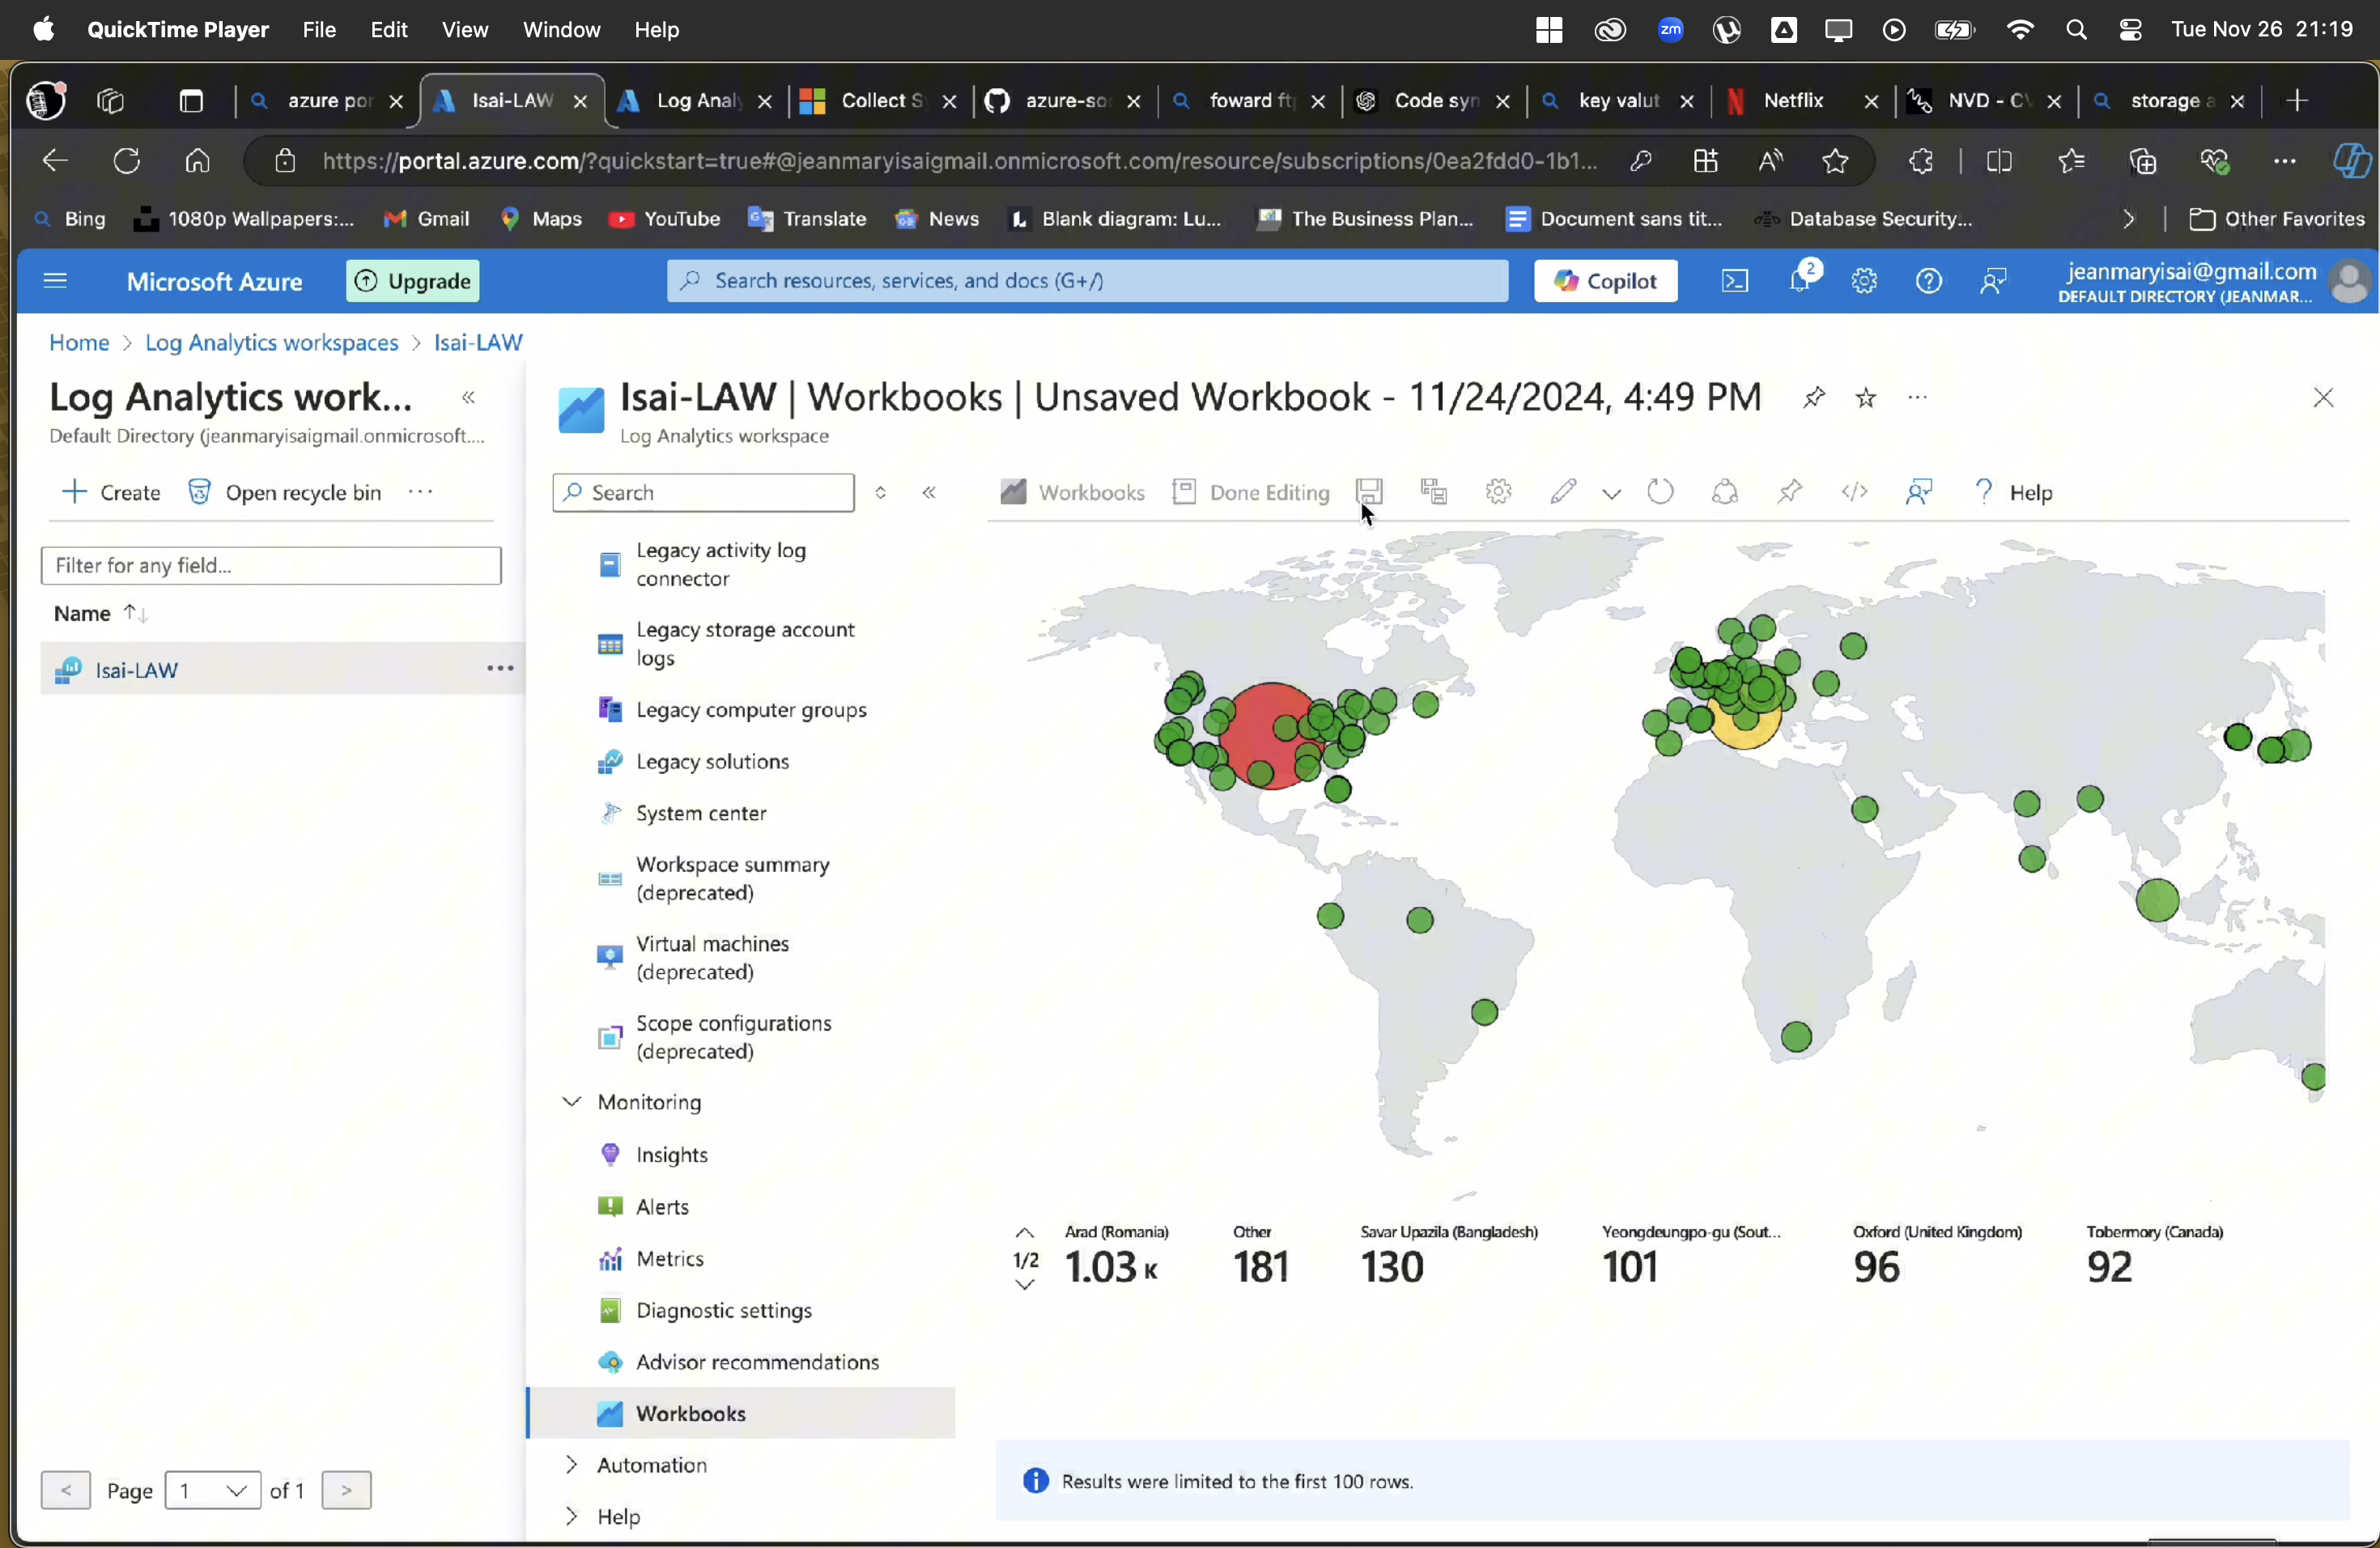 QuickTime Player File Edit View Window Help zm Tue Nov 26 21:19
azure por Isai-LAW Log Analy Collect S azure-so foward ft Code syn key valut Netflix NVD - C storage a
https://portal.azure.com/?quickstart=true#@jeanmaryisaigmail.onmicrosoft.com/resource/subscriptions/0ea2fdd0-1b1...
Bing 1080p Wallpapers:... Gmail Maps YouTube Translate News Blank diagram: Lu... The Business Plan... Document sans tit... Database Security... Other Favorites
Microsoft Azure Upgrade Search resources, services, and docs (G+/) Copilot 2 jeanmaryisai@gmail.com
DEFAULT DIRECTORY (JEANMAR...
Home > Log Analytics workspaces > Isai-LAW
Log Analytics work...
Default Directory (jeanmaryisaigmail.onmicrosoft....
Create Open recycle bin ...
Filter for any field...
Name
Isai-LAW
Page 1 of 1
Isai-LAW | Workbooks | Unsaved Workbook - 11/24/2024, 4:49 PM
Log Analytics workspace
Search
Workbooks Done Editing Help
Legacy activity log
connector
Legacy storage account
logs
Legacy computer groups
Legacy solutions
System center
Workspace summary
(deprecated)
Virtual machines
(deprecated)
Scope configurations
(deprecated)
Monitoring
Insights
Alerts
Metrics
Diagnostic settings
Advisor recommendations
Workbooks
Automation
Help
Arad (Romania) Other Savar Upazila (Bangladesh) Yeongdeungpo-gu (Sout... Oxford (United Kingdom) Tobermory (Canada)
1/2 1.03 K 181 130 101 96 92
Results were limited to the first 100 rows.